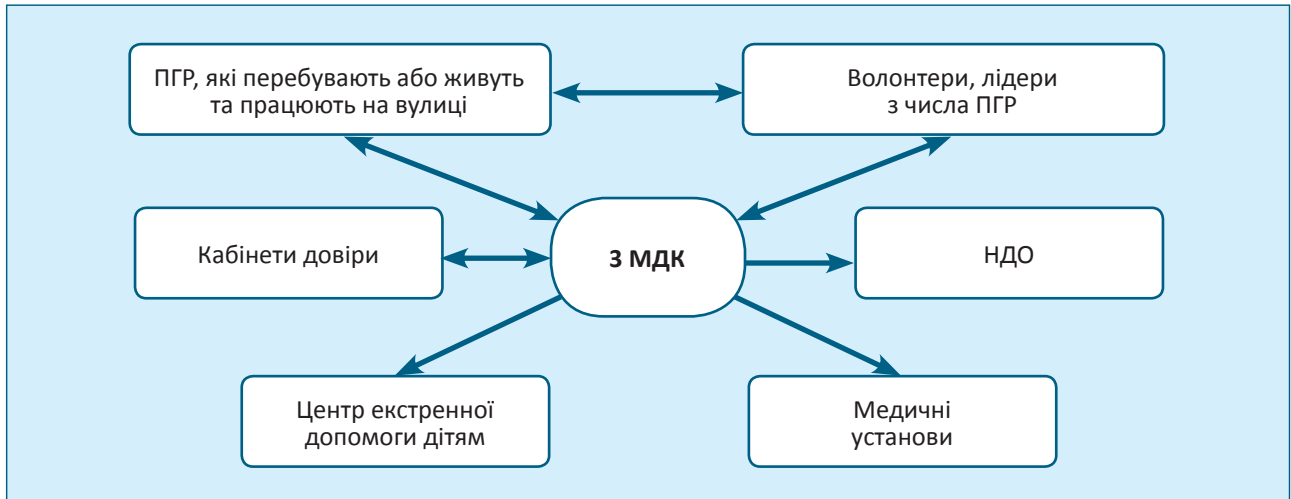 ПГР, які перебувають або живуть
та працюють на вулиці
Волонтери, лідери
з числа ПГР
Кабінети довіри
3 МДК
НДО
Центр екстренної
допомоги дітям
Медичні
установи